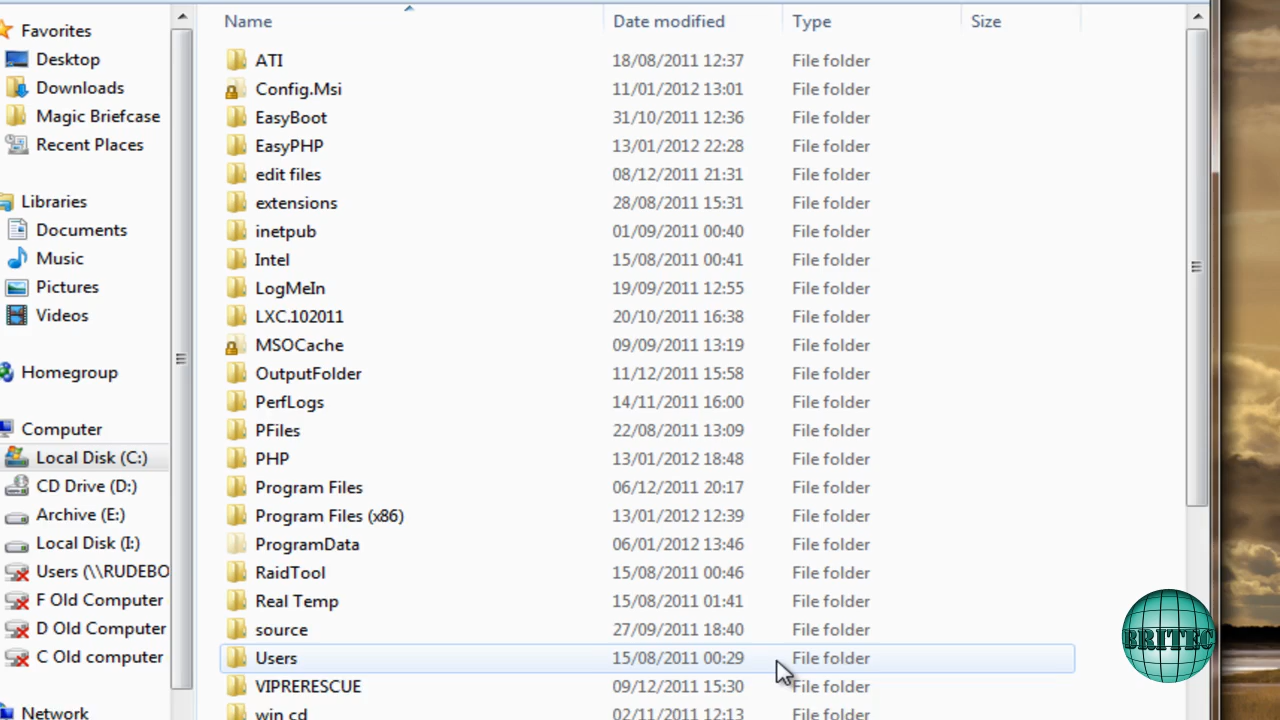 Name Date modified Type Size
Favorites
Desktop
Downloads
Magic Briefcase
Recent Places
Libraries
Documents
Music
Pictures
Videos
Homegroup
Computer
Local Disk (C:)
CD Drive (D:)
Archive (E:)
Local Disk (I:)
Users (\\RUDEBO
F Old Computer
D Old Computer
C Old computer
Network
ATI 18/08/2011 12:37 File folder
Config.Msi 11/01/2012 13:01 File folder
EasyBoot 31/10/2011 12:36 File folder
EasyPHP 13/01/2012 22:28 File folder
edit files 08/12/2011 21:31 File folder
extensions 28/08/2011 15:31 File folder
inetpub 01/09/2011 00:40 File folder
Intel 15/08/2011 00:41 File folder
LogMeIn 19/09/2011 12:55 File folder
LXC.102011 20/10/2011 16:38 File folder
MSOCache 09/09/2011 13:19 File folder
OutputFolder 11/12/2011 15:58 File folder
PerfLogs 14/11/2011 16:00 File folder
PFiles 22/08/2011 13:09 File folder
PHP 13/01/2012 18:48 File folder
Program Files 06/12/2011 20:17 File folder
Program Files (x86) 13/01/2012 12:39 File folder
ProgramData 06/01/2012 13:46 File folder
RaidTool 15/08/2011 00:46 File folder
Real Temp 15/08/2011 01:41 File folder
source 27/09/2011 18:40 File folder
Users 15/08/2011 00:29 File folder
VIPRERESCUE 09/12/2011 15:30 File folder
win cd 02/11/2011 12:13 File folder
BRITEC